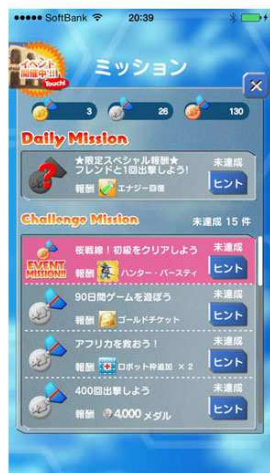 SoftBank 20:39
イベント
開催中!!!
Touch!
ミッション
3 26 130
Daily Mission
★限定スペシャル報酬★ 未達成
フレンドと1回出撃しよう!
報酬 エナジー回復 ヒント
Challenge Mission 未達成 15 件
桜戦線!初級をクリアしよう 未達成
EVENT
MISSION!!
報酬 ハンター・バースディ ヒント
90日間ゲームを遊ぼう 未達成
報酬 ゴールドチケット ヒント
アフリカを救おう! 未達成
報酬 ロボット枠追加 × 2 ヒント
400回出撃しよう 未達成
報酬 4,000 メダル ヒント